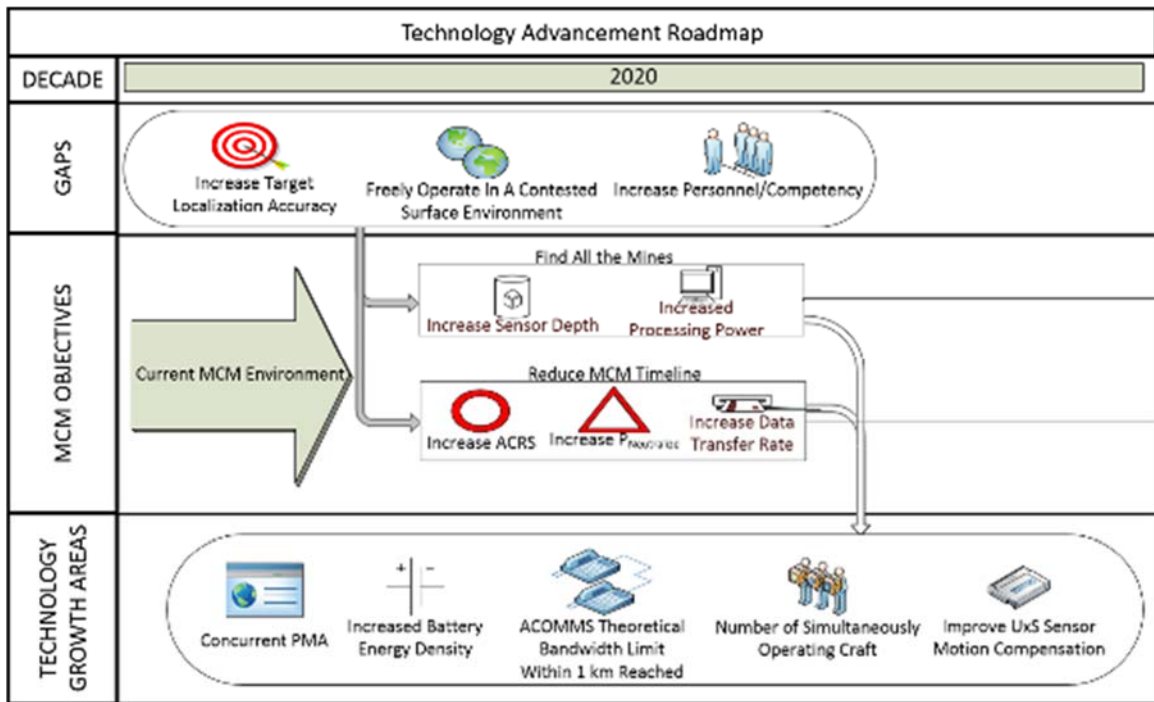 Technology Advancement Roadmap
DECADE
2020
GAPS
Increase Target
Localization Accuracy
Freely Operate In A Contested
Surface Environment
Increase Personnel/Competency
MCM OBJECTIVES
Current MCM Environment
Find All the Mines
Increase Sensor Depth
Increased
Processing Power
Reduce MCM Timeline
Increase ACRS
Increase P
Increase Data
Transfer Rate
TECHNOLOGY
GROWTH AREAS
+ −
Concurrent PMA
Increased Battery
Energy Density
ACOMMS Theoretical
Bandwidth Limit
Within 1 km Reached
Number of Simultaneously
Operating Craft
Improve UxS Sensor
Motion Compensation